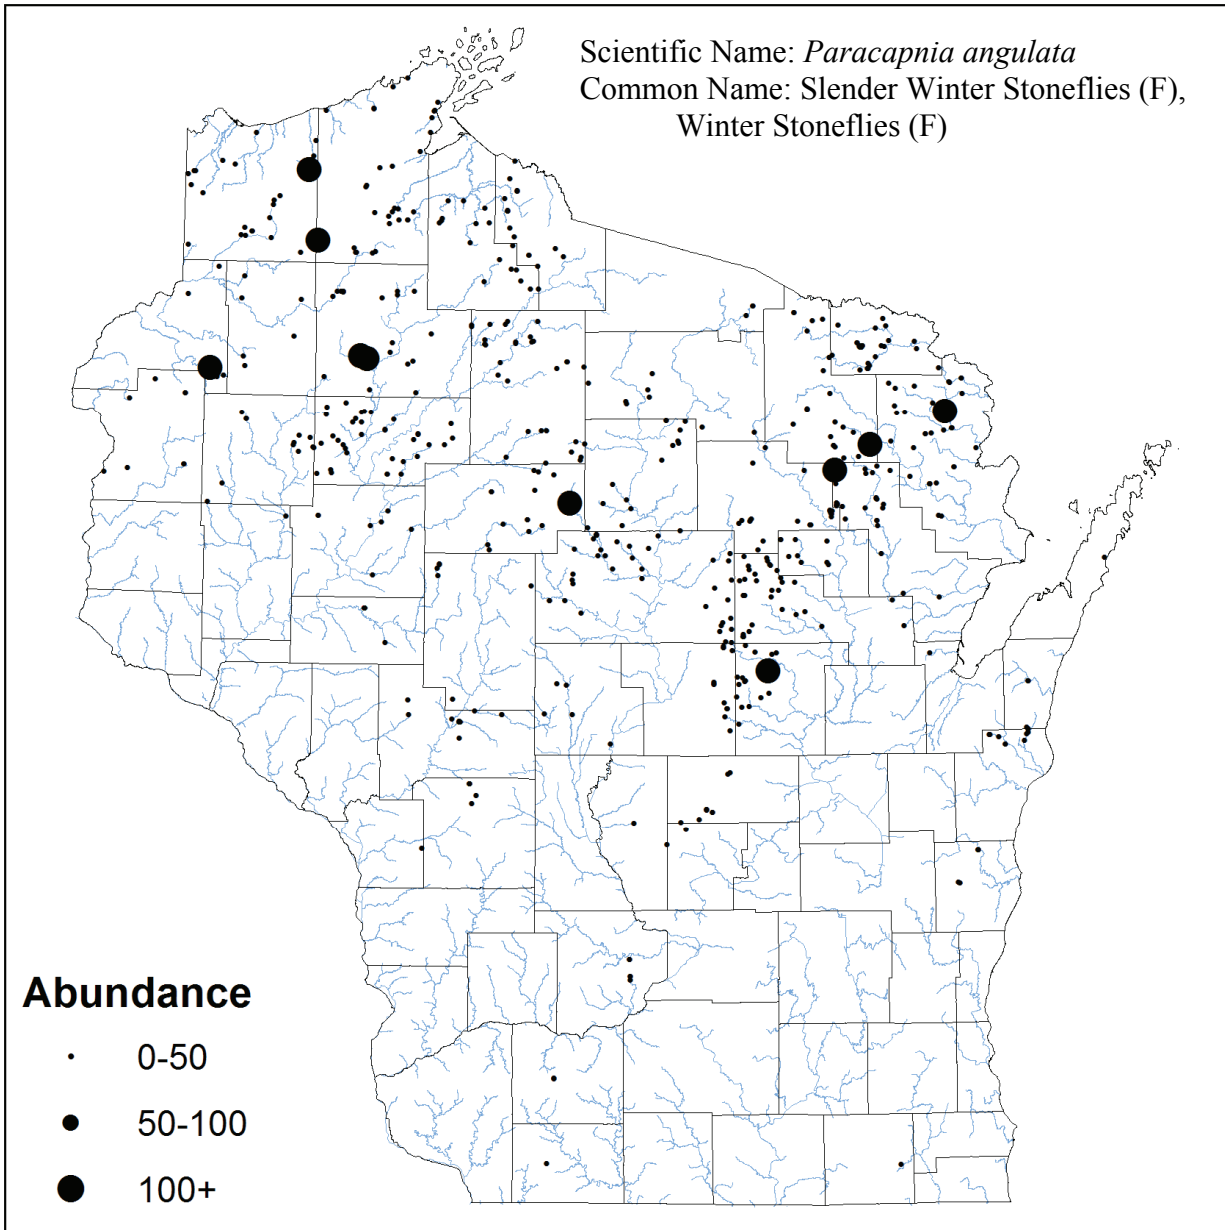 Scientific Name: Paracapnia angulata
Common Name: Slender Winter Stoneflies (F),
Winter Stoneflies (F)
Abundance
0-50
50-100
100+